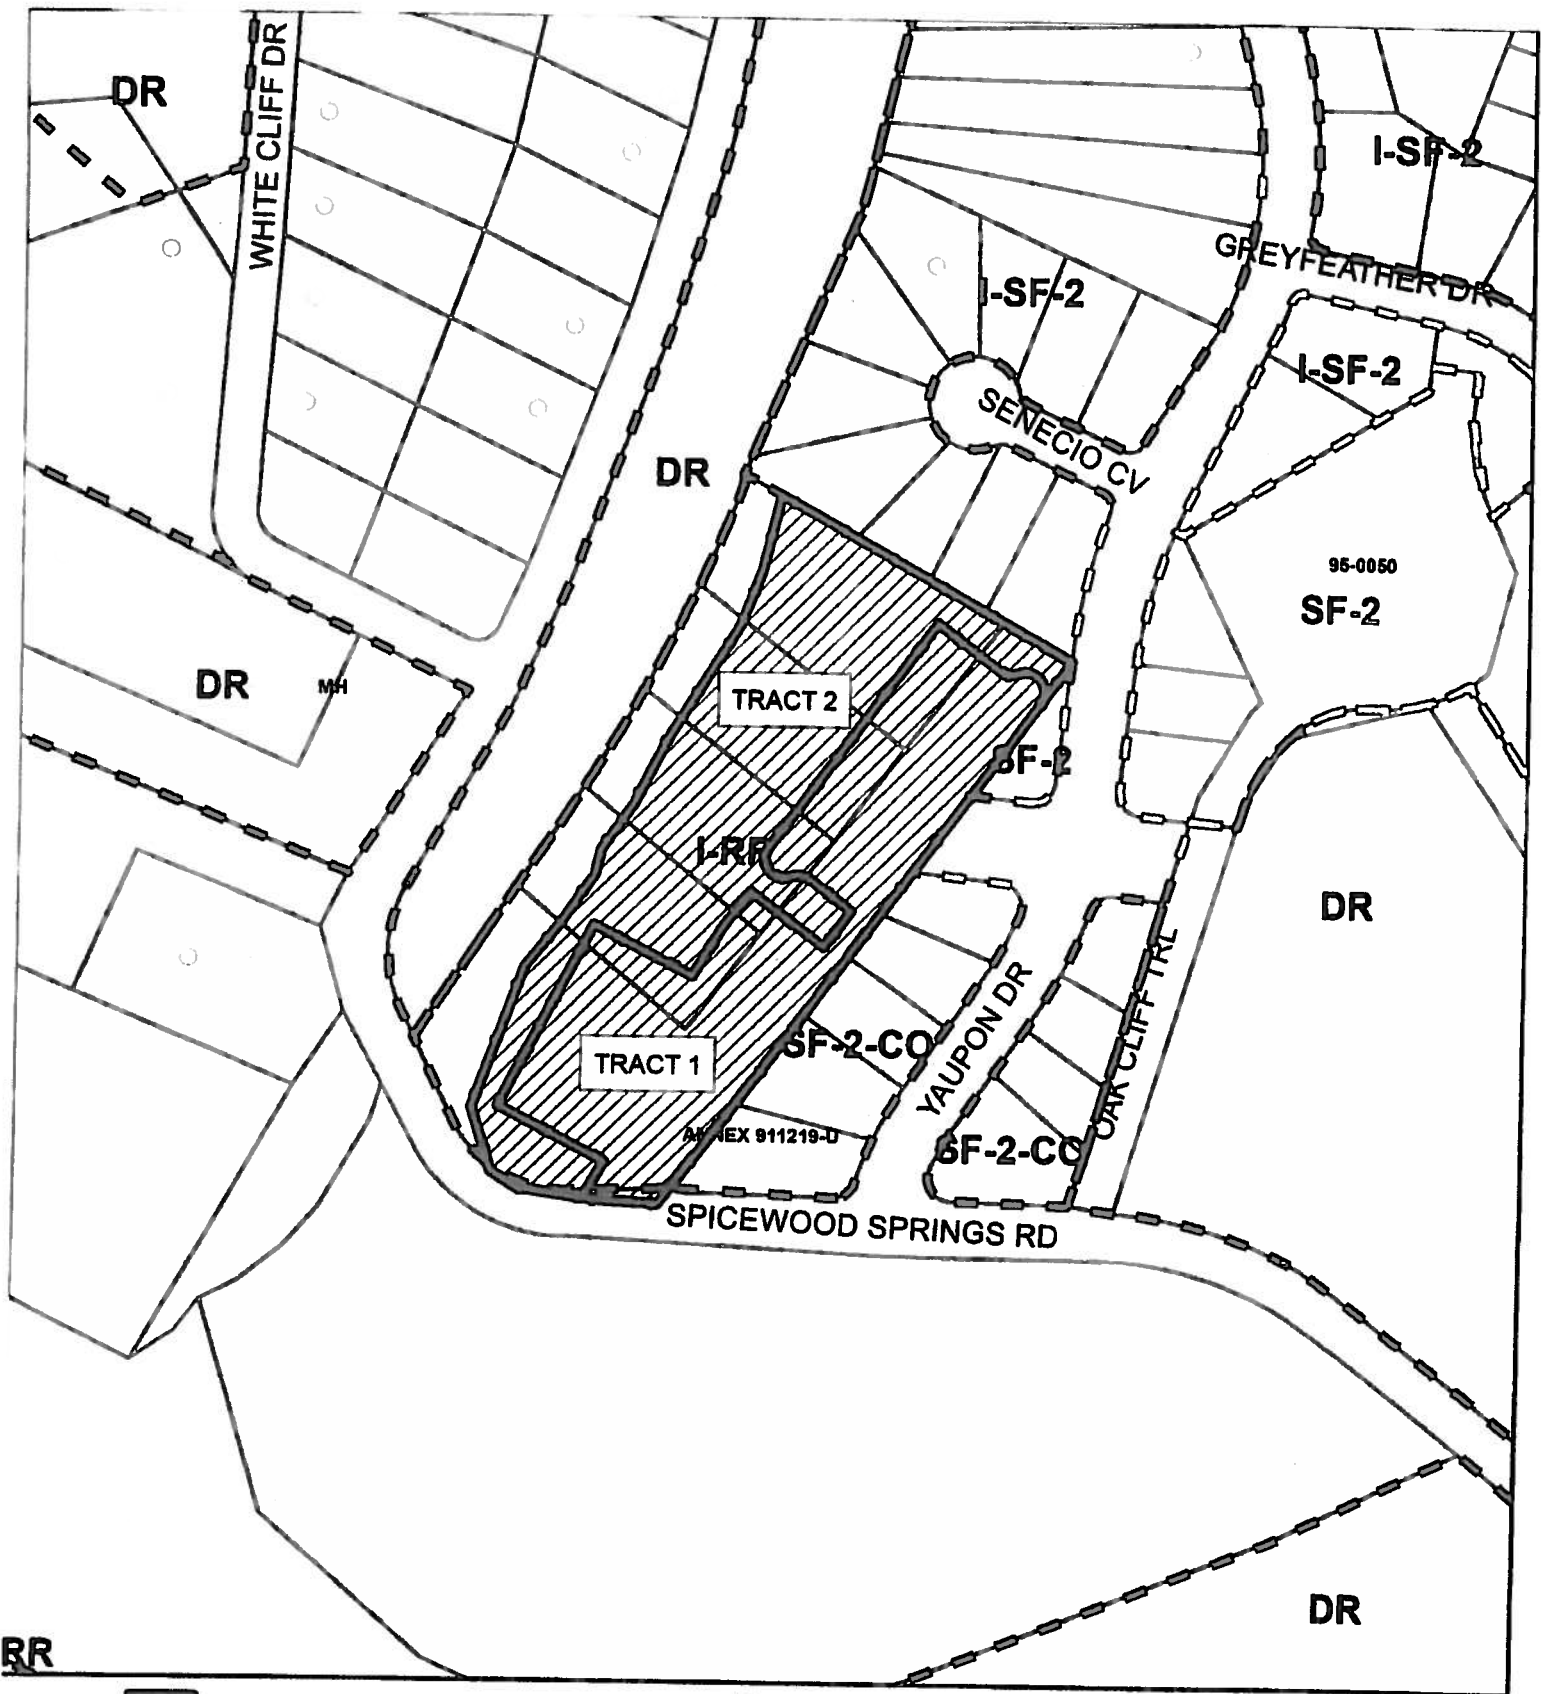 DR
WHITE CLIFF DR
I-SF-2
GREYFEATHER DR
I-SF-2
I-SF-2
SENECIO CV
DR
95-0050
SF-2
DR
MH
TRACT 2
SF-2
I-RR
DR
YAUPON DR
OAK CLIFF TRL
SF-2-CO
TRACT 1
ANNEX 911219-U
SF-2-CO
SPICEWOOD SPRINGS RD
DR
RR